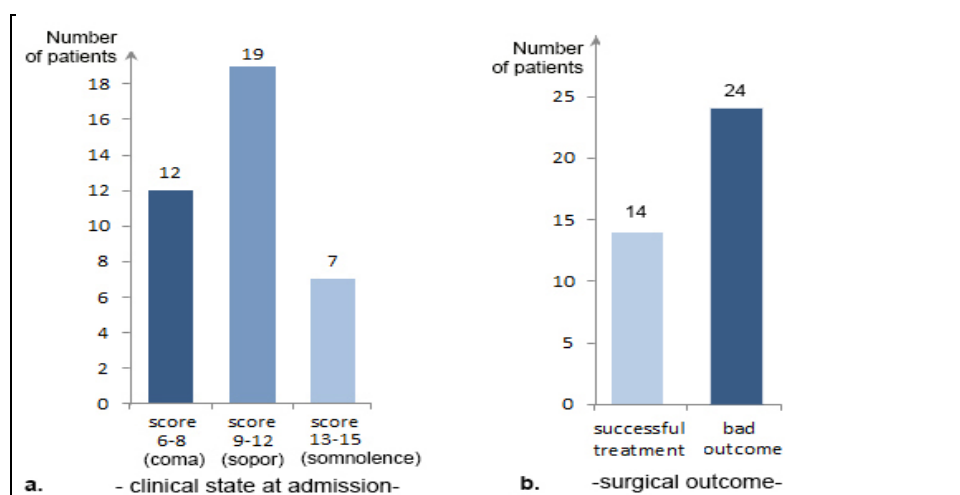 Number
of patients
19
18
16
14
12
12
10
8
7
6
4
2
0
score
6-8
(coma)
score
9-12
(sopor)
score
13-15
(somnolence)
a.
- clinical state at admission-
Number
of patients
25
24
20
15
14
10
5
0
successful
treatment
bad
outcome
b.
-surgical outcome-